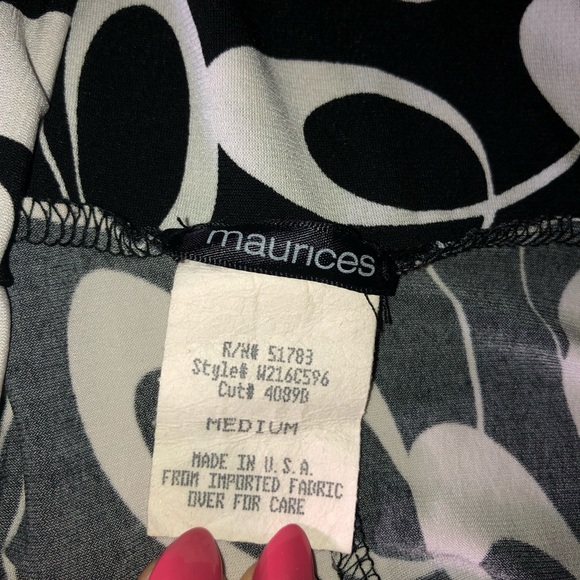 maurices
R/N# 51783
Style# W216C596
Cut# 4089D
MEDIUM
MADE IN U.S.A.
FROM IMPORTED FABRIC
OVER FOR CARE